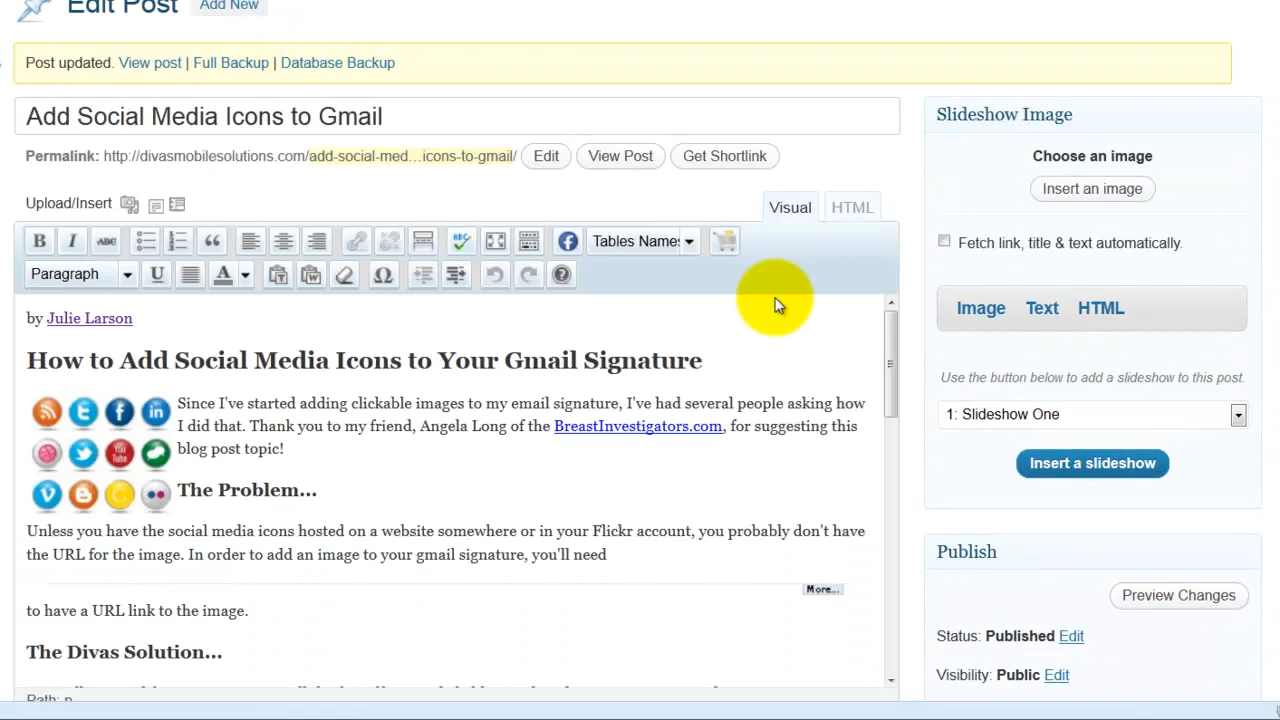 Edit Post Add New
Post updated. View post | Full Backup | Database Backup
Add Social Media Icons to Gmail
Permalink: http://divasmobilesolutions.com/add-social-med...icons-to-gmail/ Edit View Post Get Shortlink
Upload/Insert
Visual HTML
B I ABC ABC f Tables Names
Paragraph U A T W Ω ?
by Julie Larson
How to Add Social Media Icons to Your Gmail Signature
Since I've started adding clickable images to my email signature, I've had several people asking how
I did that. Thank you to my friend, Angela Long of the BreastInvestigators.com, for suggesting this
blog post topic!
The Problem...
Unless you have the social media icons hosted on a website somewhere or in your Flickr account, you probably don't have
the URL for the image. In order to add an image to your gmail signature, you'll need
More...
to have a URL link to the image.
The Divas Solution...
Slideshow Image
Choose an image
Insert an image
Fetch link, title & text automatically.
Image Text HTML
Use the button below to add a slideshow to this post.
1: Slideshow One
Insert a slideshow
Publish
Preview Changes
Status: Published Edit
Visibility: Public Edit